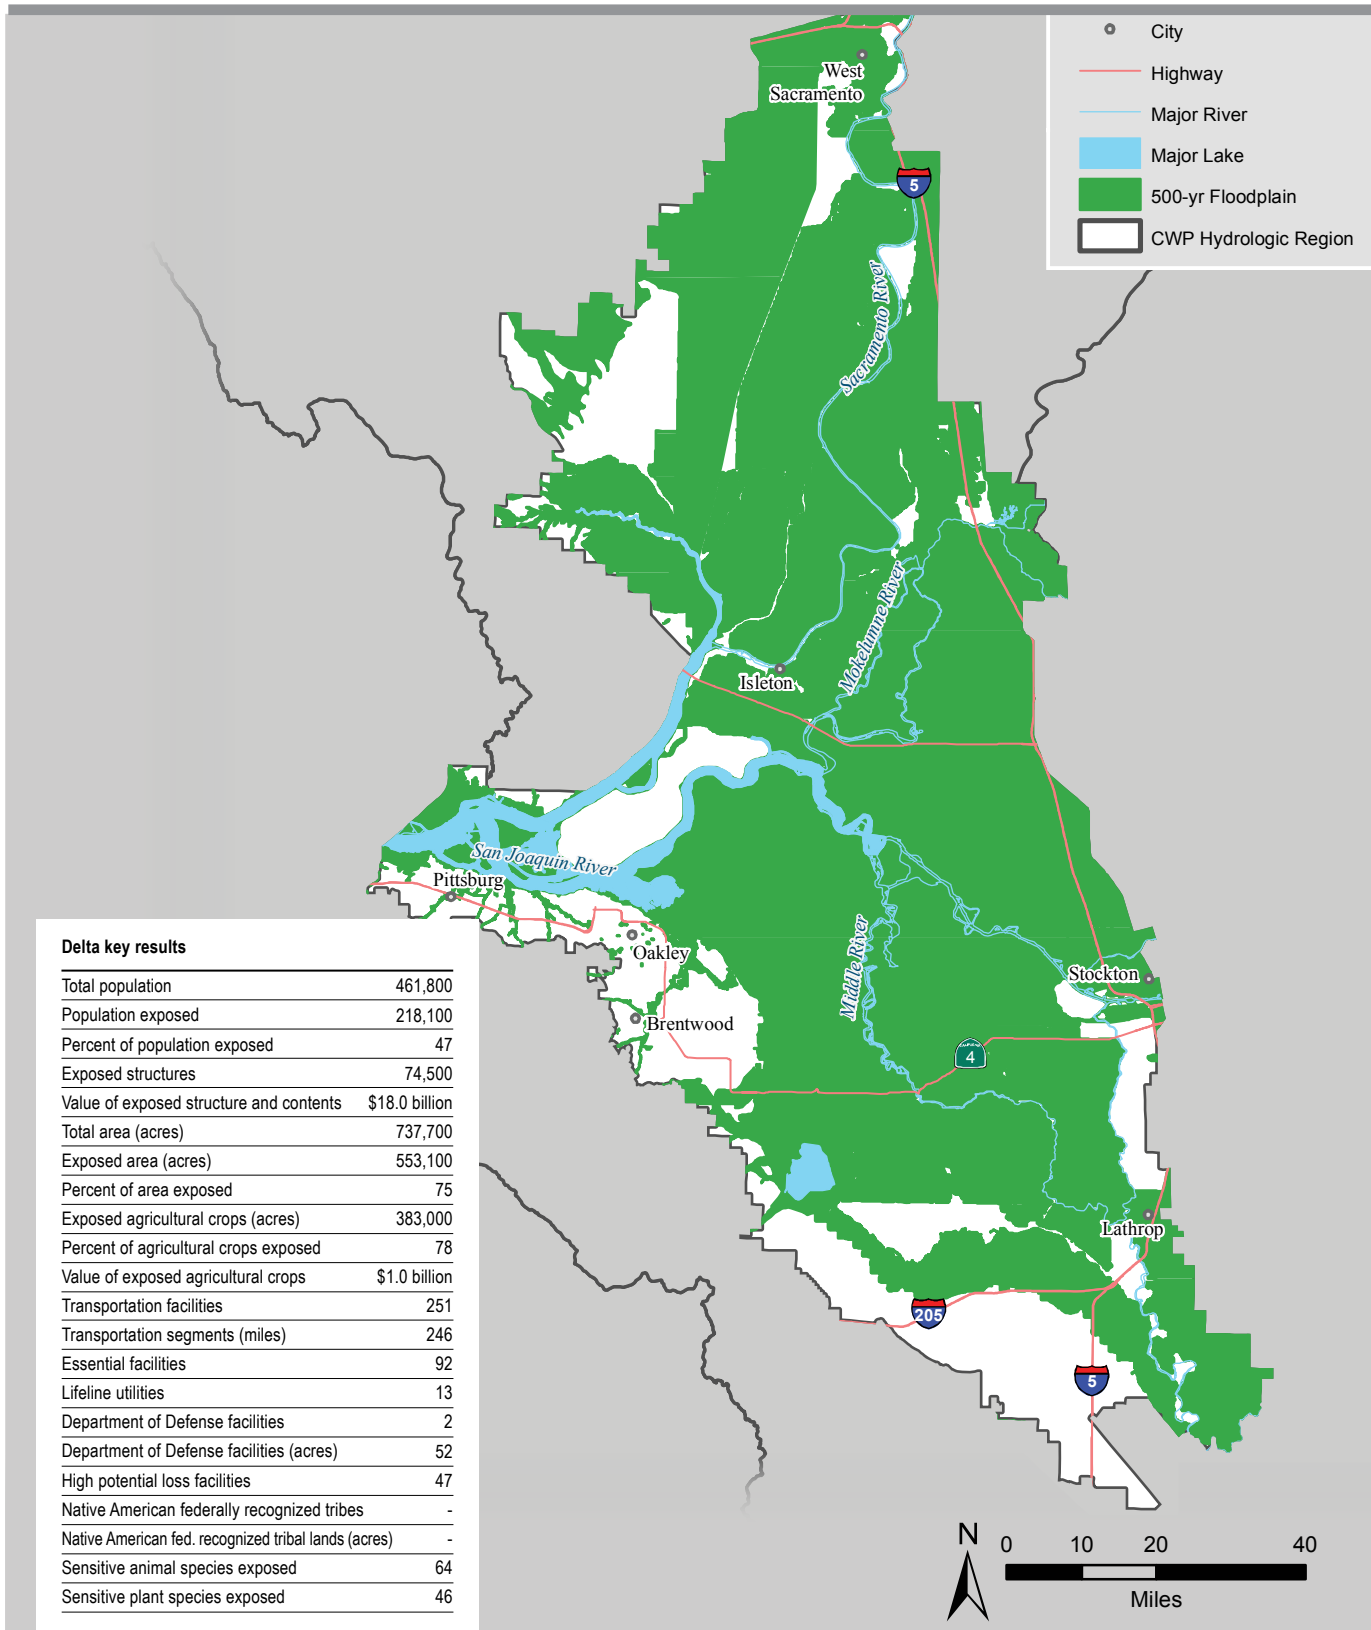 City
Highway
Major River
Major Lake
500-yr Floodplain
CWP Hydrologic Region
West
Sacramento
5
Sacramento River
Mokelumne River
Isleton
San Joaquin River
Pittsburg
Oakley
Brentwood
Middle River
Stockton
CALIFORNIA
4
Lathrop
205
5
Delta key results
Total population 461,800
Population exposed 218,100
Percent of population exposed 47
Exposed structures 74,500
Value of exposed structure and contents $18.0 billion
Total area (acres) 737,700
Exposed area (acres) 553,100
Percent of area exposed 75
Exposed agricultural crops (acres) 383,000
Percent of agricultural crops exposed 78
Value of exposed agricultural crops $1.0 billion
Transportation facilities 251
Transportation segments (miles) 246
Essential facilities 92
Lifeline utilities 13
Department of Defense facilities 2
Department of Defense facilities (acres) 52
High potential loss facilities 47
Native American federally recognized tribes -
Native American fed. recognized tribal lands (acres) -
Sensitive animal species exposed 64
Sensitive plant species exposed 46
N
0 10 20 40
Miles